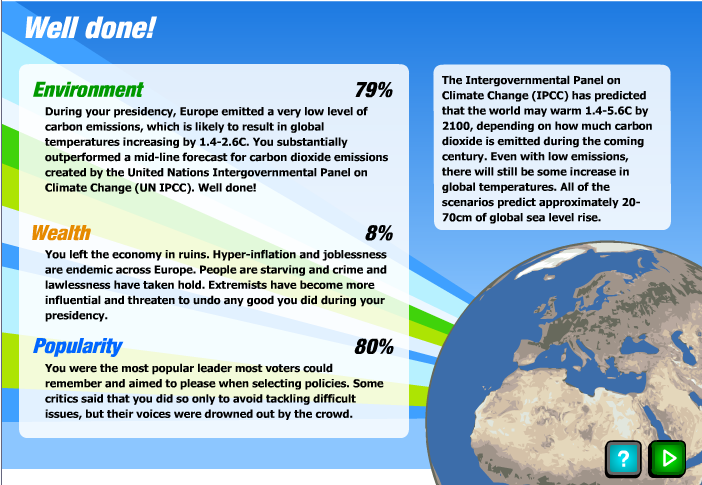 Well done!
Environment 79%
During your presidency, Europe emitted a very low level of
carbon emissions, which is likely to result in global
temperatures increasing by 1.4-2.6C. You substantially
outperformed a mid-line forecast for carbon dioxide emissions
created by the United Nations Intergovernmental Panel on
Climate Change (UN IPCC). Well done!
Wealth 8%
You left the economy in ruins. Hyper-inflation and joblessness
are endemic across Europe. People are starving and crime and
lawlessness have taken hold. Extremists have become more
influential and threaten to undo any good you did during your
presidency.
Popularity 80%
You were the most popular leader most voters could
remember and aimed to please when selecting policies. Some
critics said that you did so only to avoid tackling difficult
issues, but their voices were drowned out by the crowd.
The Intergovernmental Panel on
Climate Change (IPCC) has predicted
that the world may warm 1.4-5.6C by
2100, depending on how much carbon
dioxide is emitted during the coming
century. Even with low emissions,
there will still be some increase in
global temperatures. All of the
scenarios predict approximately 20-
70cm of global sea level rise.
?